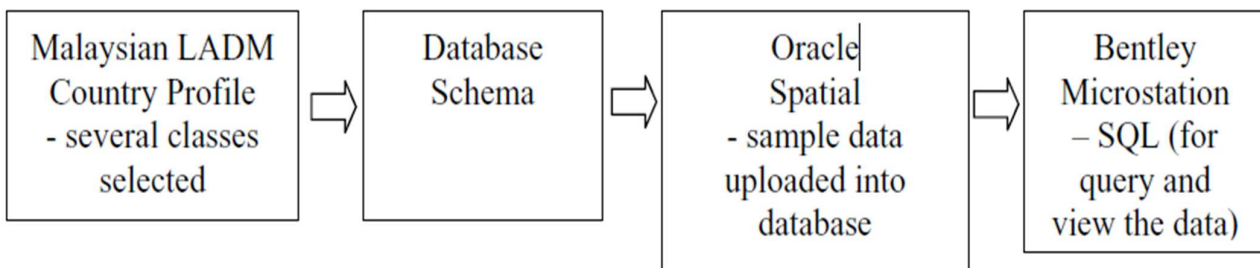 Malaysian LADM
Country Profile
- several classes
selected
Database
Schema
Oracle
Spatial
- sample data
uploaded into
database
Bentley
Microstation
– SQL (for
query and
view the data)